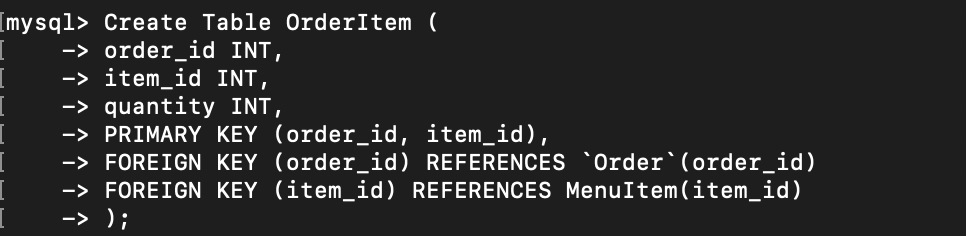 [mysql> Create Table OrderItem (
[    -> order_id INT,
[    -> item_id INT,
[    -> quantity INT,
[    -> PRIMARY KEY (order_id, item_id),
[    -> FOREIGN KEY (order_id) REFERENCES `Order`(order_id)
[    -> FOREIGN KEY (item_id) REFERENCES MenuItem(item_id)
[    -> );